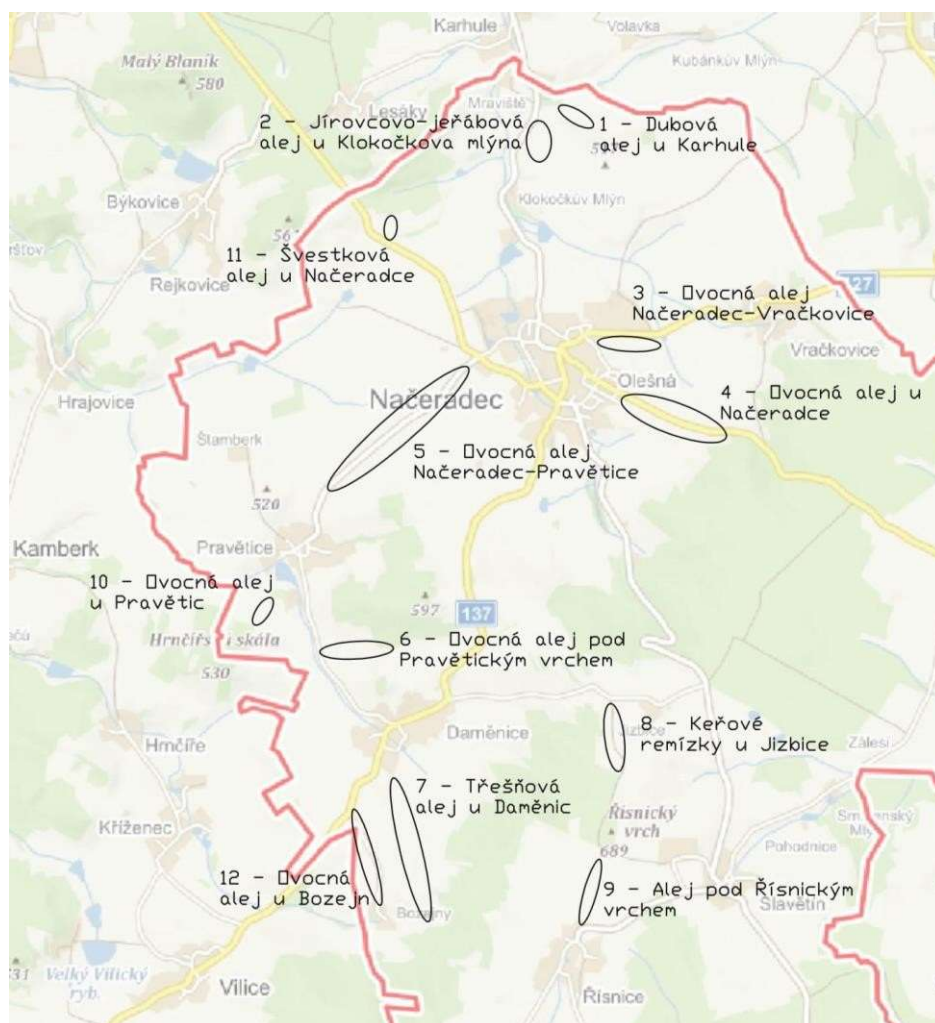 Karhule
Volavka
Malý Blaník
580
Kubánkův Mlýn
Lesáky
Mraviště
2 - Jírovcovo-jeřábová
alej u Klokočkova mlýna
1 - Dubová
alej u Karhule
Býkovice
Klokočkův Mlýn
11 - Švestková
alej u Načeradce
Rejkovice
3 - Ovocná alej
Načeradec-Vračkovice
Vračkovice
Olešná
Hrajovice
Načeradec
4 - Ovocná alej u
Načeradce
Štamberk
5 - Ovocná alej
Načeradec-Pravětice
520
Kamberk
Pravětice
10 - Ovocná alej
u Pravětic
597
137
530
6 - Ovocná alej pod
Pravětickým vrchem
Hrnčíře
Daměnice
8 - Keřové
remízky u Jizbice
Jizbice
Záleší
7 - Třešňová
alej u Daměnic
Kříženec
Řísnický
vrch
689
Pohodnice
12 - Ovocná
alej u Bozejn
Bozejny
9 - Alej pod Řísnickým
vrchem
Slavětín
Velký Vilický
ryb.
Vilice
Řísnice